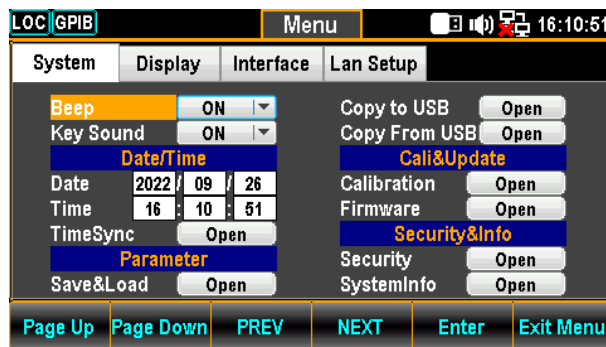 LOC GPIB Menu 16:10:51
System Display Interface Lan Setup
Beep ON
Key Sound ON
Date/Time
Date 2022 / 09 / 26
Time 16 : 10 : 51
TimeSync Open
Parameter
Save&Load Open
Copy to USB Open
Copy From USB Open
Cali&Update
Calibration Open
Firmware Open
Security&Info
Security Open
SystemInfo Open
Page Up Page Down PREV NEXT Enter Exit Menu